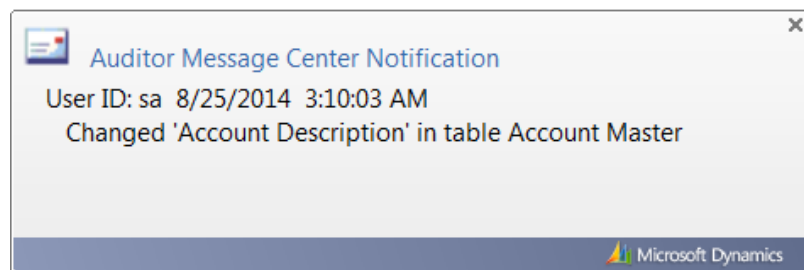 Auditor Message Center Notification
User ID: sa 8/25/2014 3:10:03 AM
Changed 'Account Description' in table Account Master
Microsoft Dynamics